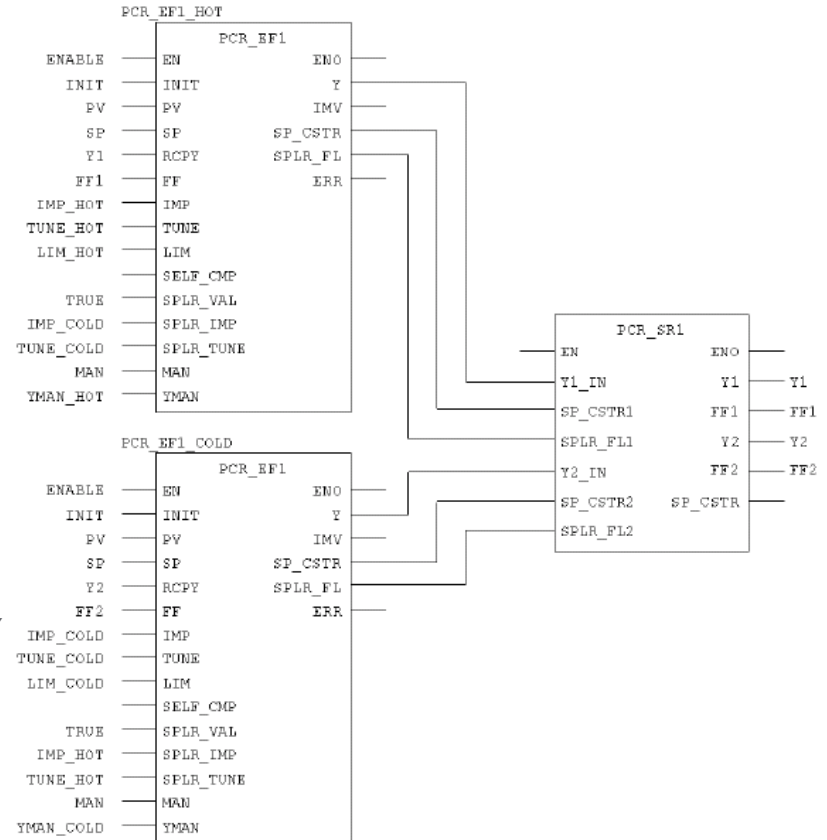 PCR_EF1_HOT
PCR_EF1
ENABLE EN ENO
INIT INIT Y
PV PV IMV
SP SP SP_CSTR
Y1 RCPY SPLR_FL
FF1 FF ERR
IMP_HOT IMP
TUNE_HOT TUNE
LIM_HOT LIM
SELF_CMP
TRUE SPLR_VAL
IMP_COLD SPLR_IMP
TUNE_COLD SPLR_TUNE
MAN MAN
YMAN_HOT YMAN
PCR_SR1
EN ENO
Y1_IN Y1 Y1
SP_CSTR1 FF1 FF1
SPLR_FL1 Y2 Y2
Y2_IN FF2 FF2
SP_CSTR2 SP_CSTR
SPLR_FL2
PCR_EF1_COLD
PCR_EF1
ENABLE EN ENO
INIT INIT Y
PV PV IMV
SP SP SP_CSTR
Y2 RCPY SPLR_FL
FF2 FF ERR
IMP_COLD IMP
TUNE_COLD TUNE
LIM_COLD LIM
SELF_CMP
TRUE SPLR_VAL
IMP_HOT SPLR_IMP
TUNE_HOT SPLR_TUNE
MAN MAN
YMAN_COLD YMAN